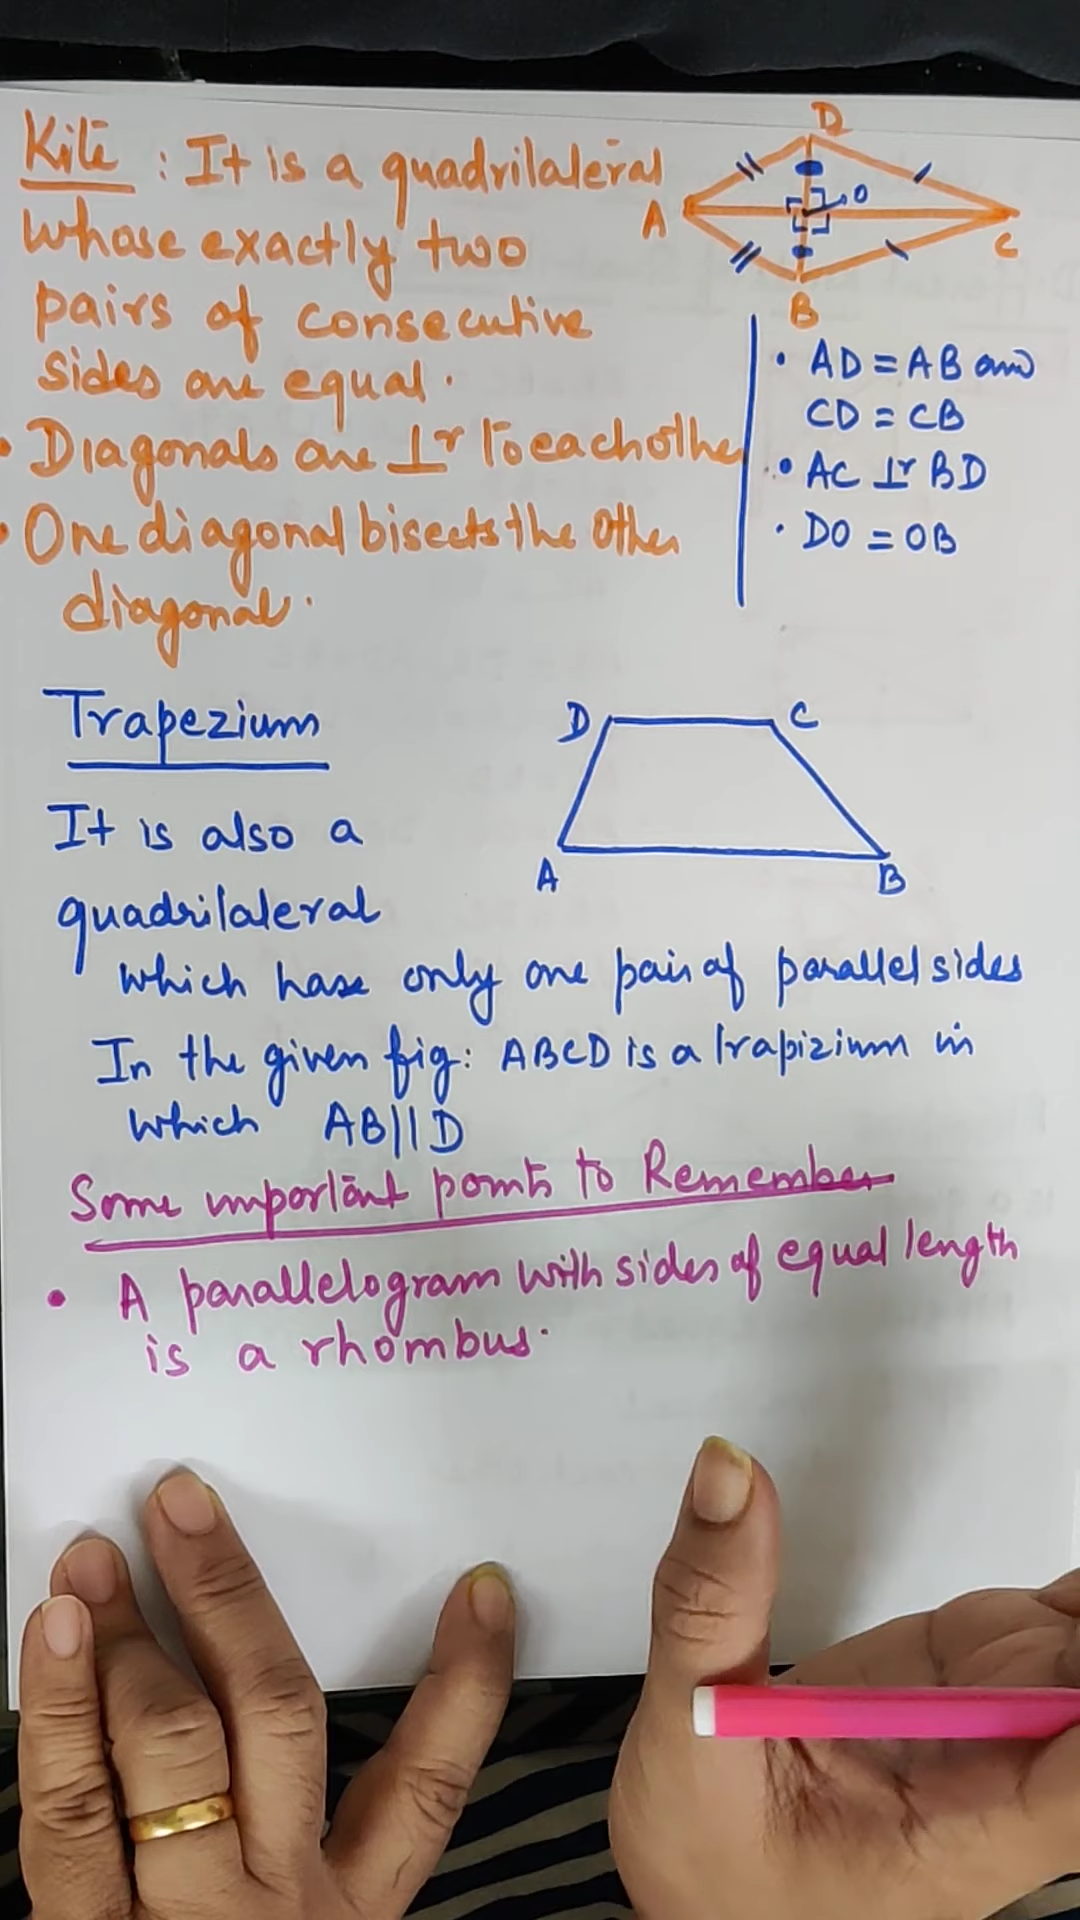 Kite : It is a quadrilateral
whose exactly two
pairs of consecutive
sides are equal.
• Diagonals are ⊥r to each other
• One diagonal bisects the other
diagonal.
D
A
O
C
B
• AD = AB and
CD = CB
• AC ⊥r BD
• DO = OB
Trapezium
D C
A B
It is also a
quadrilateral
which has only one pair of parallel sides
In the given fig: ABCD is a trapizium in
which AB||D
Some important points to Remember
• A parallelogram with sides of equal length
is a rhombus.